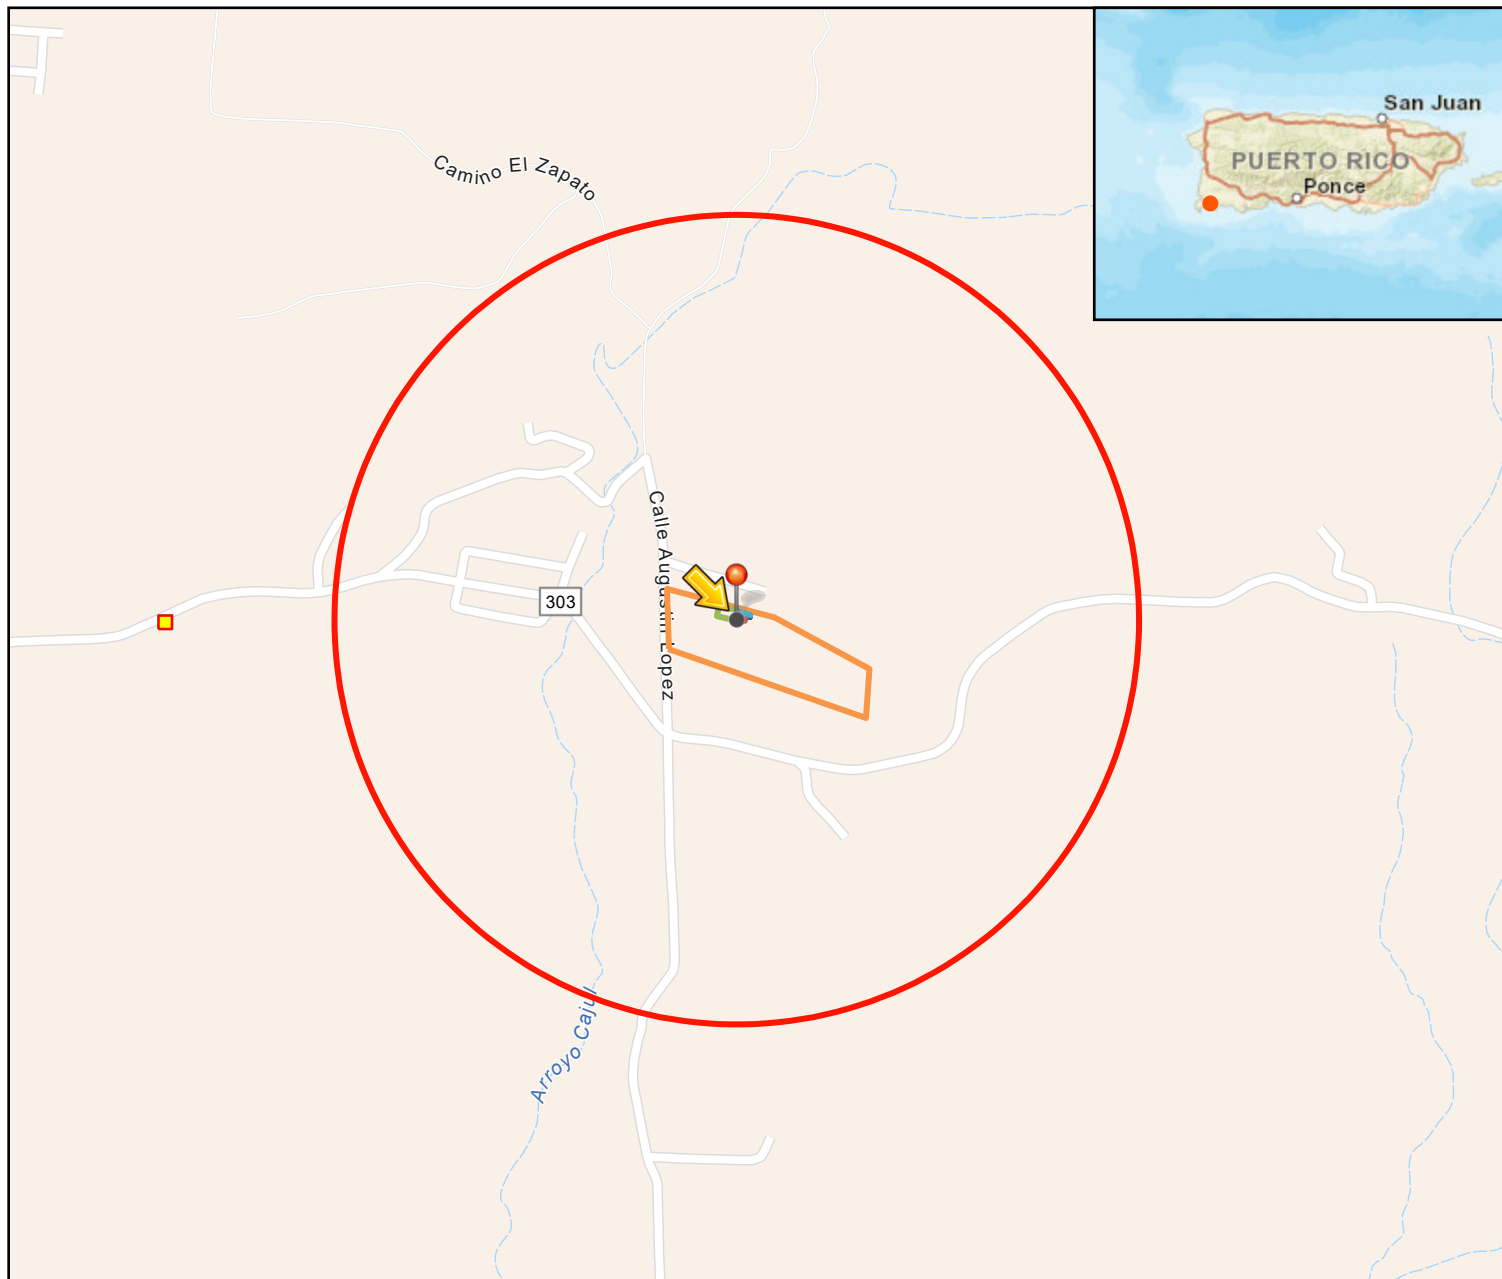 San Juan
PUERTO RICO
Ponce
Camino El Zapato
Calle Augustin Lopez
303
Arroyo Cajul